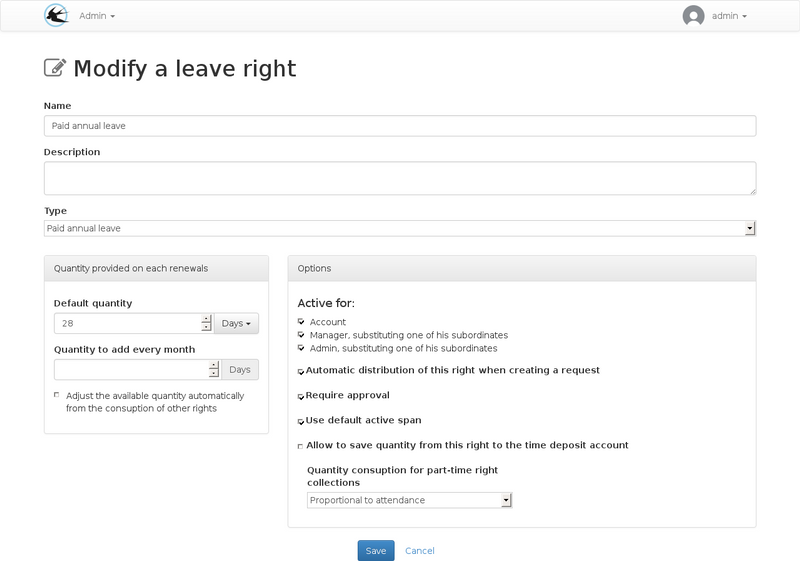 Admin
admin
Modify a leave right
Name
Paid annual leave
Description
Type
Paid annual leave
Quantity provided on each renewals
Default quantity
28
Days
Quantity to add every month
Days
Adjust the available quantity automatically
from the consuption of other rights
Options
Active for:
Account
Manager, substituting one of his subordinates
Admin, substituting one of his subordinates
Automatic distribution of this right when creating a request
Require approval
Use default active span
Allow to save quantity from this right to the time deposit account
Quantity consuption for part-time right
collections
Proportional to attendance
Save
Cancel